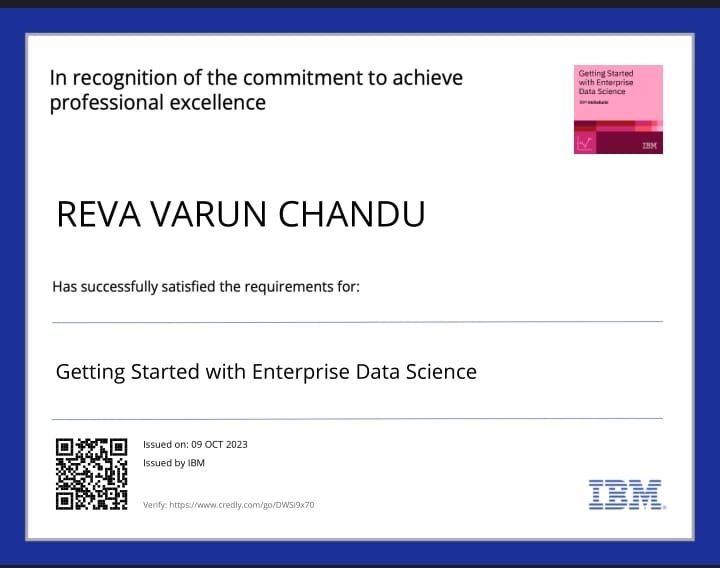 In recognition of the commitment to achieve
professional excellence
Getting Started
with Enterprise
Data Science
IBM
REVA VARUN CHANDU
Has successfully satisfied the requirements for:
Getting Started with Enterprise Data Science
Issued on: 09 OCT 2023
Issued by IBM
Verify: https://www.credly.com/go/DWSi9x70
IBM